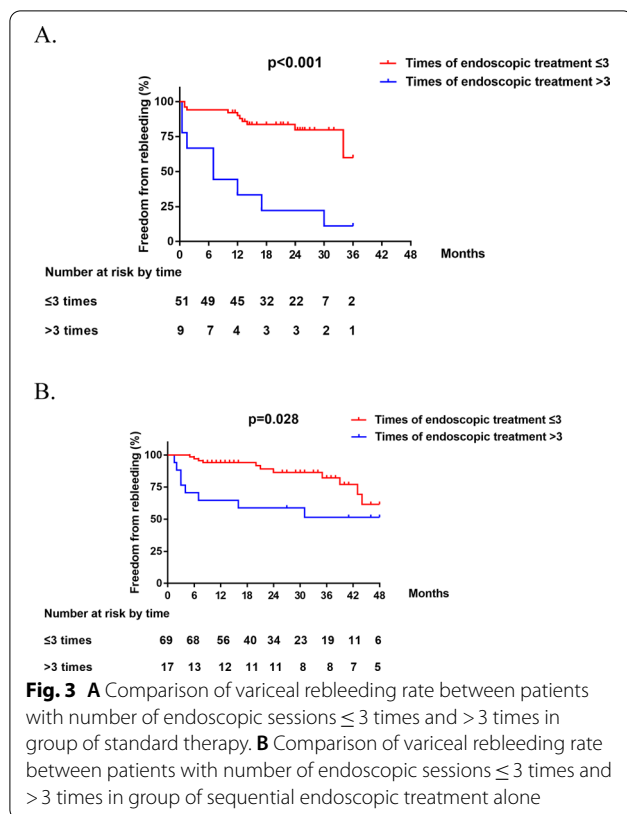 A.
p<0.001
Times of endoscopic treatment ≤3
Times of endoscopic treatment >3
Freedom from rebleeding (%)
100
75
50
25
0
0 6 12 18 24 30 36 42 48 Months
Number at risk by time
≤3 times 51 49 45 32 22 7 2
>3 times 9 7 4 3 3 2 1
B.
p=0.028
Times of endoscopic treatment ≤3
Times of endoscopic treatment >3
Freedom from rebleeding (%)
100
75
50
25
0
0 6 12 18 24 30 36 42 48 Months
Number at risk by time
≤3 times 69 68 56 40 34 23 19 11 6
>3 times 17 13 12 11 11 8 8 7 5
Fig. 3 A Comparison of variceal rebleeding rate between patients
with number of endoscopic sessions ≤ 3 times and > 3 times in
group of standard therapy. B Comparison of variceal rebleeding rate
between patients with number of endoscopic sessions ≤ 3 times and
> 3 times in group of sequential endoscopic treatment alone